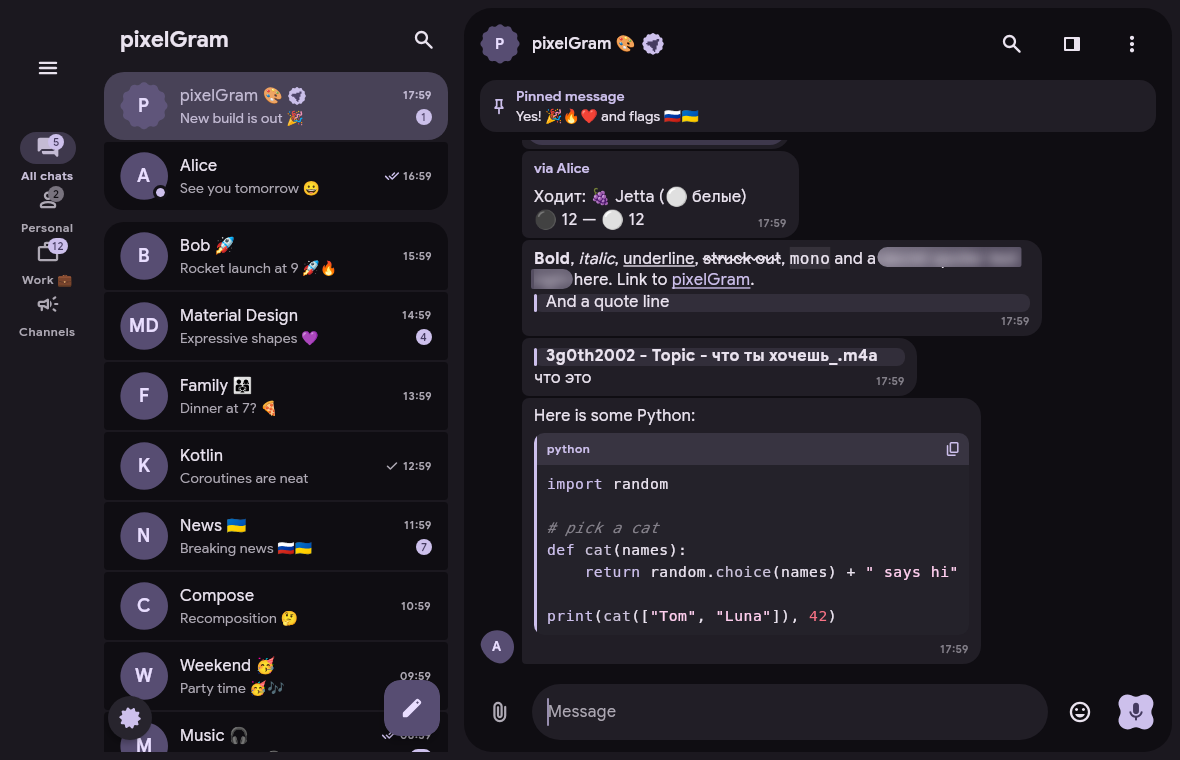 pixelGram
5
All chats
2
Personal
12
Work 💼
Channels
P
pixelGram 🎨
17:59
New build is out 🎉
1
A
Alice
16:59
See you tomorrow 😀
B
Bob 🚀
15:59
Rocket launch at 9 🚀🔥
MD
Material Design
14:59
Expressive shapes 💜
4
F
Family 👨‍👩‍👧‍👦
13:59
Dinner at 7? 🍕
K
Kotlin
12:59
Coroutines are neat
N
News 🇺🇦
11:59
Breaking news 🇷🇺🇺🇦
7
C
Compose
10:59
Recomposition 🤔
W
Weekend 🥳
09:59
Party time 🥳🎶
M
Music 🎧
P
pixelGram 🎨
Pinned message
Yes! 🎉🔥❤️ and flags 🇷🇺🇺🇦
via Alice
Ходит: 🍇 Jetta (⚪ белые)
⚫ 12 — ⚪ 12
17:59
Bold, italic, underline, struck out, mono and a
here. Link to pixelGram.
And a quote line
17:59
3g0th2002 - Topic - что ты хочешь_.m4a
что это
17:59
Here is some Python:
python
import random
# pick a cat
def cat(names):
    return random.choice(names) + " says hi"
print(cat(["Tom", "Luna"]), 42)
17:59
A
Message